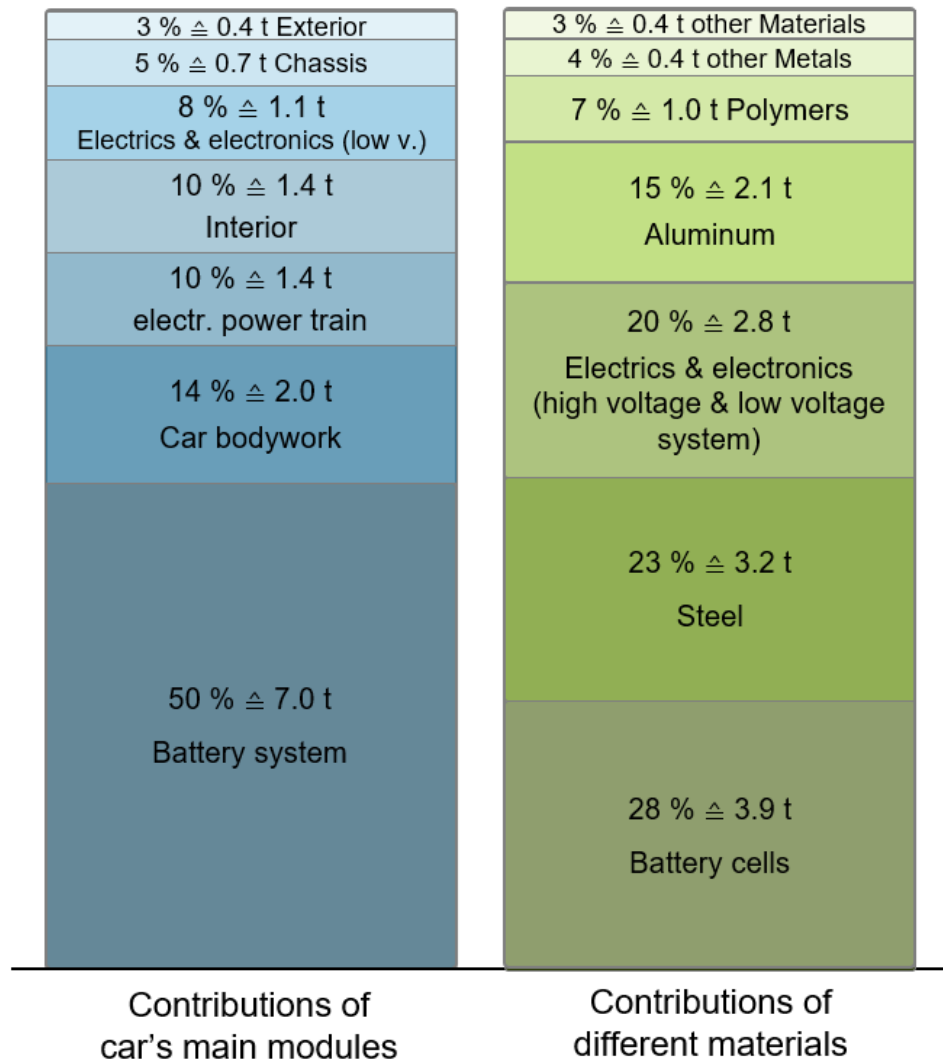 3 % ≙ 0.4 t Exterior
5 % ≙ 0.7 t Chassis
8 % ≙ 1.1 t
Electrics & electronics (low v.)
10 % ≙ 1.4 t
Interior
10 % ≙ 1.4 t
electr. power train
14 % ≙ 2.0 t
Car bodywork
50 % ≙ 7.0 t
Battery system
Contributions of
car's main modules
3 % ≙ 0.4 t other Materials
4 % ≙ 0.4 t other Metals
7 % ≙ 1.0 t Polymers
15 % ≙ 2.1 t
Aluminum
20 % ≙ 2.8 t
Electrics & electronics
(high voltage & low voltage
system)
23 % ≙ 3.2 t
Steel
28 % ≙ 3.9 t
Battery cells
Contributions of
different materials